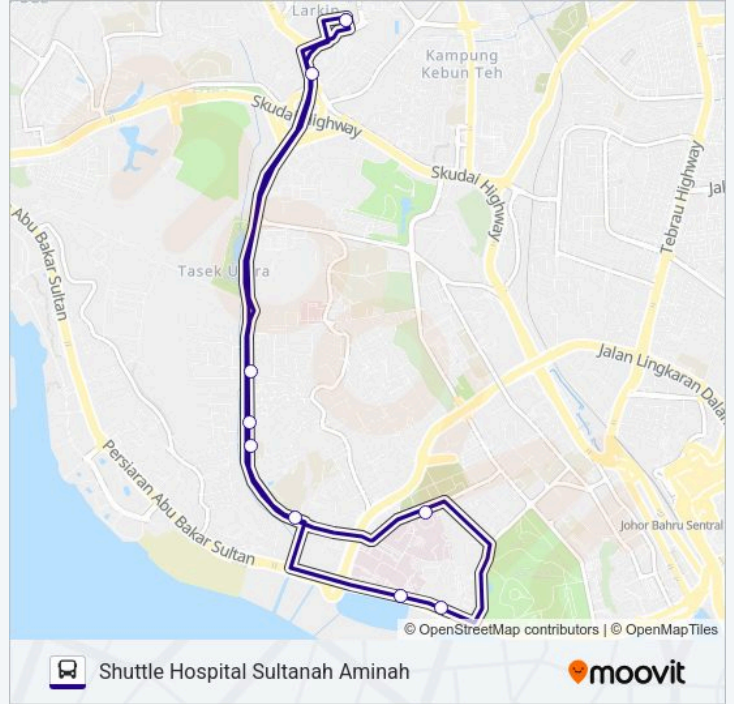 Larkin
Kampung
Kebun Teh
Skudai Highway
Skudai Highway
Tebrau Highway
Jal
Abu Bakar Sultan
Tasek Utara
Jalan Lingkaran Dala
Persiaran Abu Bakar Sultan
Johor Bahru Sentral
© OpenStreetMap contributors | © OpenMapTiles
Shuttle Hospital Sultanah Aminah
moovit